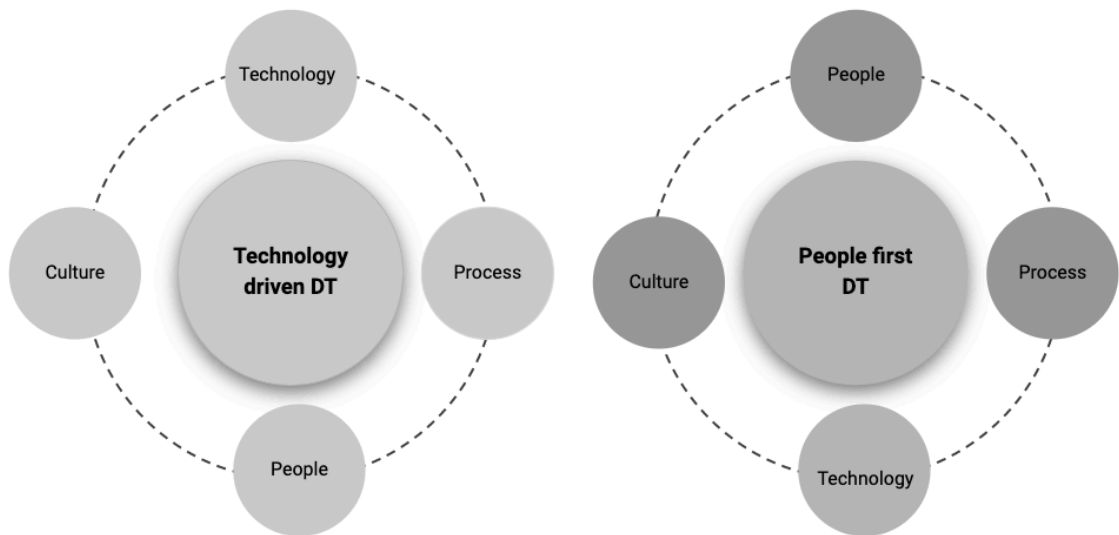 Technology
Culture
Technology
driven DT
Process
People
People
Culture
People first
DT
Process
Technology